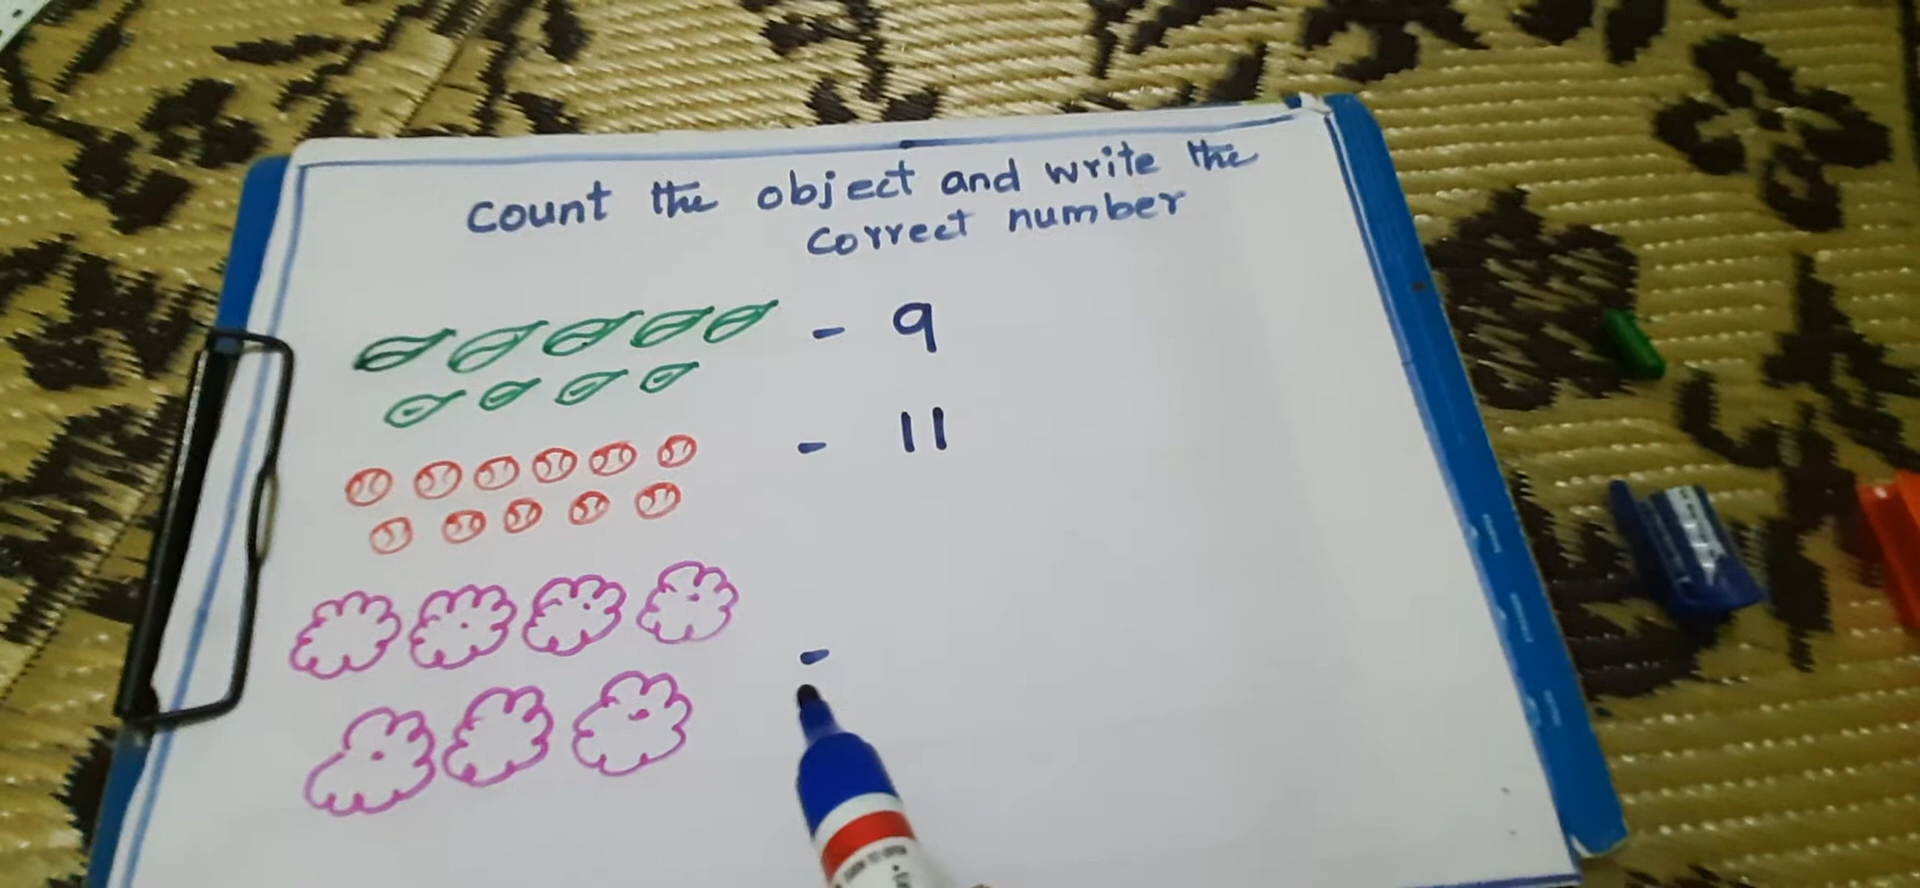 Count the object and write the
Correct number
- 9
- 11
-